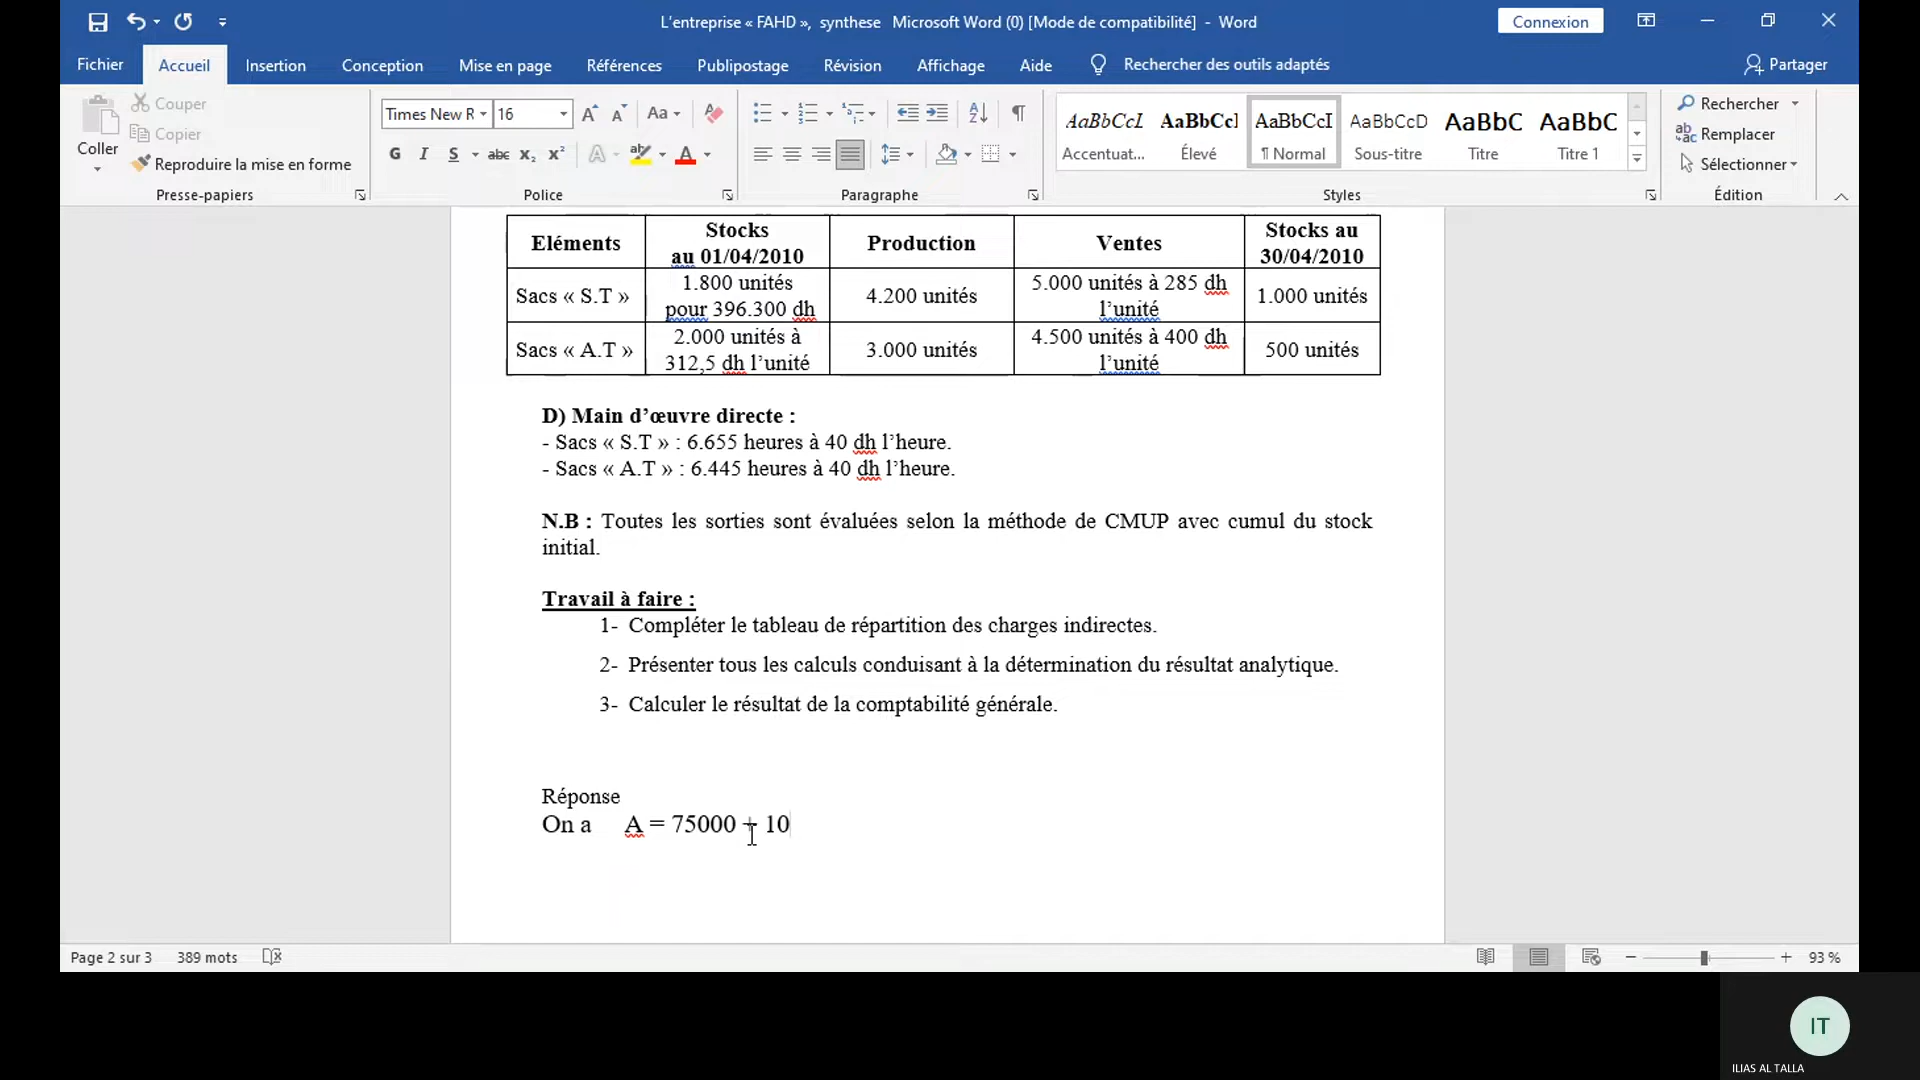 L'entreprise « FAHD », synthese Microsoft Word (0) [Mode de compatibilité] - Word
Connexion
Fichier Accueil Insertion Conception Mise en page Références Publipostage Révision Affichage Aide Rechercher des outils adaptés Partager
Coller
Couper
Copier
Reproduire la mise en forme
Presse-papiers
Times New R 16
Aa
G I S abc x₂ x²
Police
Paragraphe
AaBbCcI AaBbCcI AaBbCcI AaBbCcD AaBbC AaBbC
Accentuat... Élevé ¶ Normal Sous-titre Titre Titre 1
Styles
Rechercher
Remplacer
Sélectionner
Édition
Eléments Stocks au 01/04/2010 Production Ventes Stocks au 30/04/2010
Sacs « S.T » 1.800 unités pour 396.300 dh 4.200 unités 5.000 unités à 285 dh l'unité 1.000 unités
Sacs « A.T » 2.000 unités à 312,5 dh l'unité 3.000 unités 4.500 unités à 400 dh l'unité 500 unités
D) Main d'œuvre directe :
- Sacs « S.T » : 6.655 heures à 40 dh l'heure.
- Sacs « A.T » : 6.445 heures à 40 dh l'heure.
N.B : Toutes les sorties sont évaluées selon la méthode de CMUP avec cumul du stock
initial.
Travail à faire :
1- Compléter le tableau de répartition des charges indirectes.
2- Présenter tous les calculs conduisant à la détermination du résultat analytique.
3- Calculer le résultat de la comptabilité générale.
Réponse
On a A = 75000 + 10
Page 2 sur 3 389 mots 93 %
IT
ILIAS AL TALLA